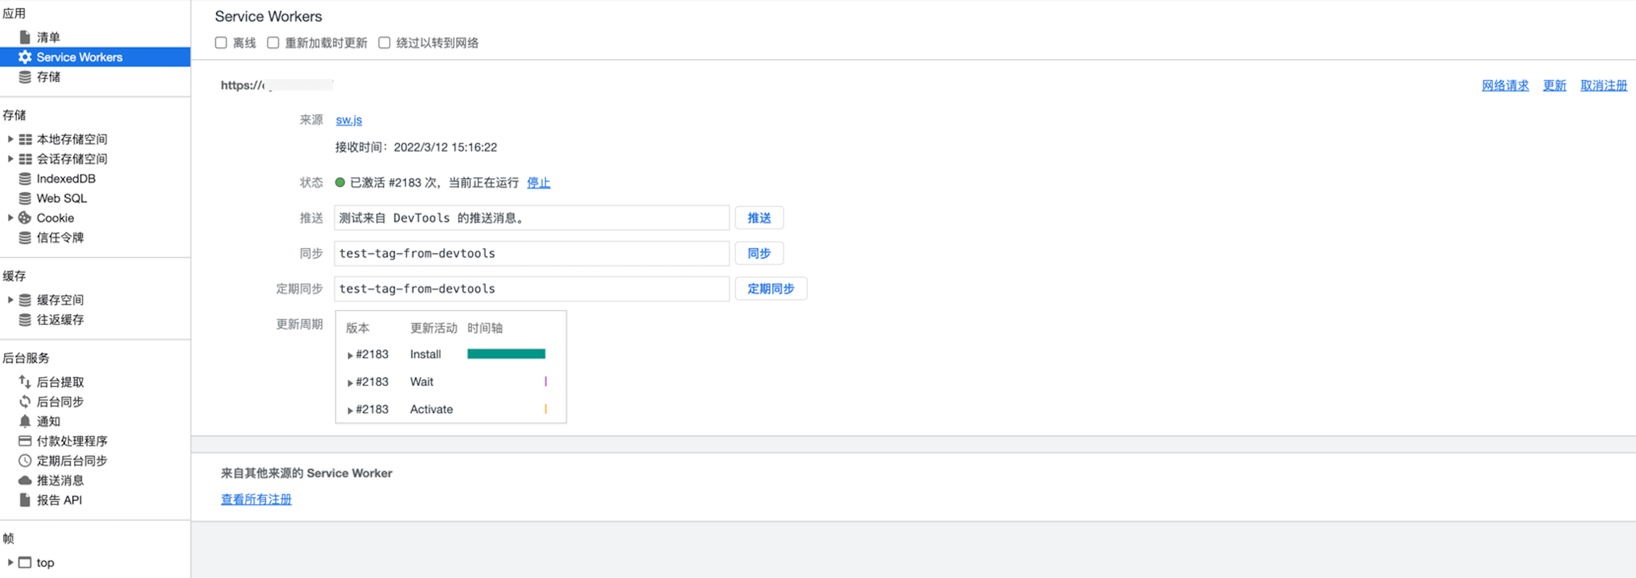 应用
清单
Service Workers
存储
存储
本地存储空间
会话存储空间
IndexedDB
Web SQL
Cookie
信任令牌
缓存
缓存空间
往返缓存
后台服务
后台提取
后台同步
通知
付款处理程序
定期后台同步
推送消息
报告 API
帧
top
Service Workers
离线 重新加载时更新 绕过以转到网络
https:// 网络请求 更新 取消注册
来源 sw.js
接收时间：2022/3/12 15:16:22
状态 已激活 #2183 次，当前正在运行 停止
推送 测试来自 DevTools 的推送消息。 推送
同步 test-tag-from-devtools 同步
定期同步 test-tag-from-devtools 定期同步
更新周期 版本 更新活动 时间轴
#2183 Install
#2183 Wait
#2183 Activate
来自其他来源的 Service Worker
查看所有注册